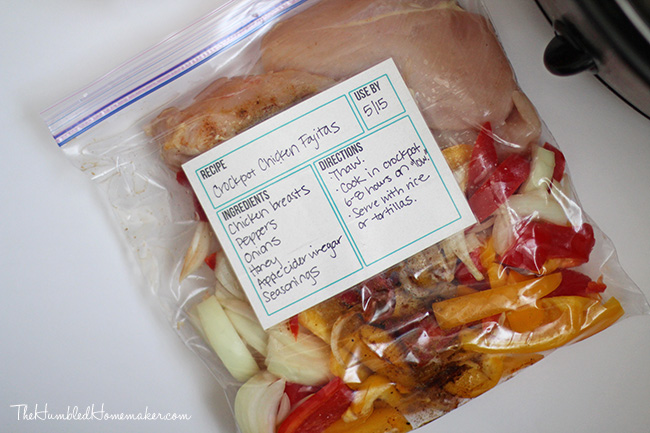 RECIPE
Crockpot Chicken Fajitas
USE BY
5/15
INGREDIENTS
Chicken breasts
Peppers
Onions
Honey
Apple cider vinegar
Seasonings
DIRECTIONS
Thaw.
• Cook in crockpot
6-8 hours on "low."
• Serve with rice
or tortillas.
TheHumbledHomemaker.com